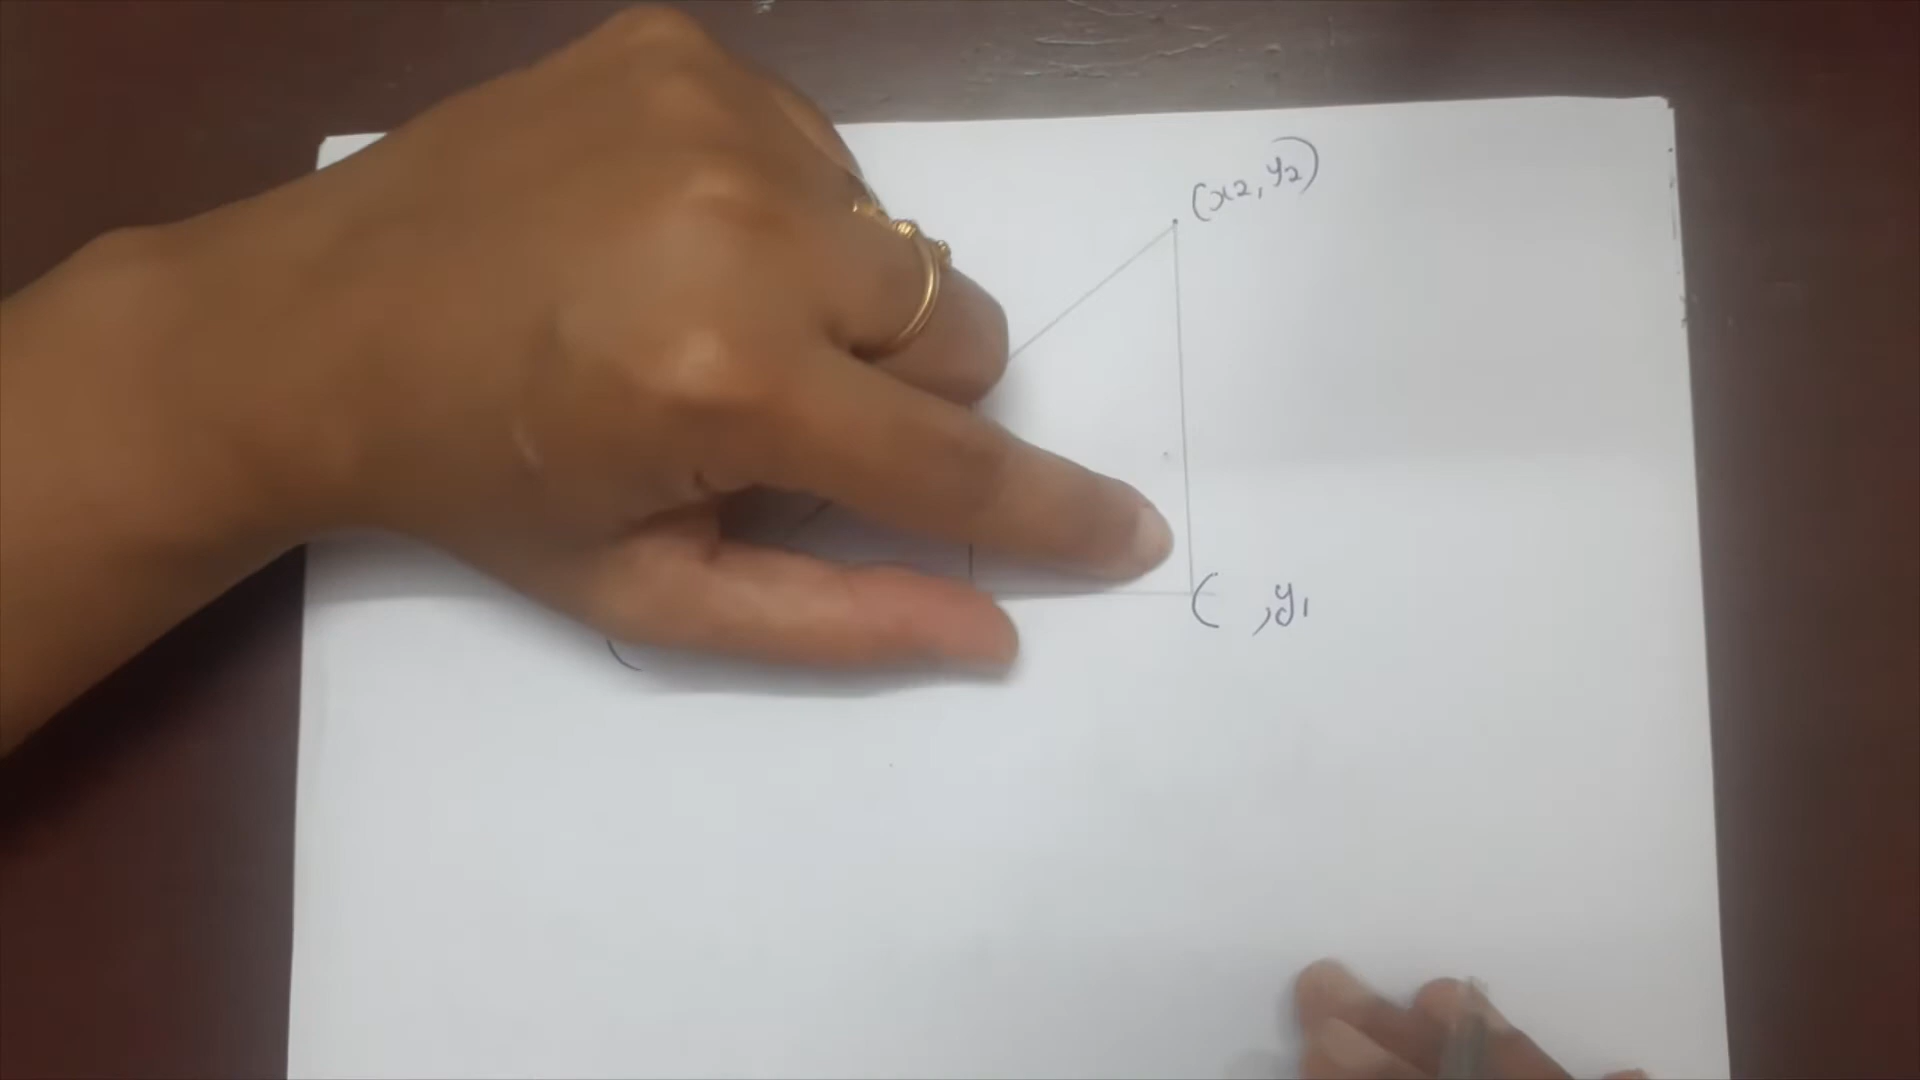 (x2, y2)
( , y1
(